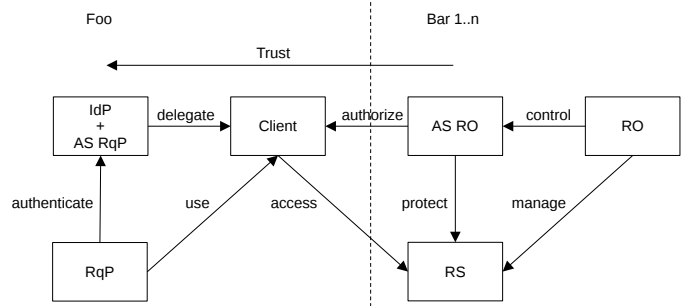 Foo
Bar 1..n
Trust
IdP
+
AS RqP
delegate
Client
authorize
AS RO
control
RO
authenticate
use
access
protect
manage
RqP
RS